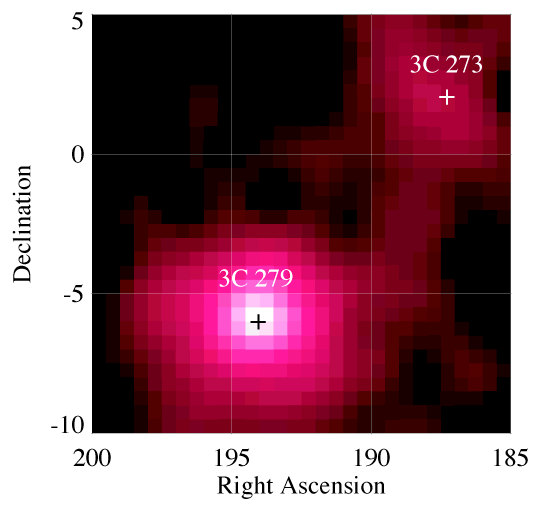 5
3C 273
0
Declination
3C 279
-5
-10
200 195 190 185
Right Ascension